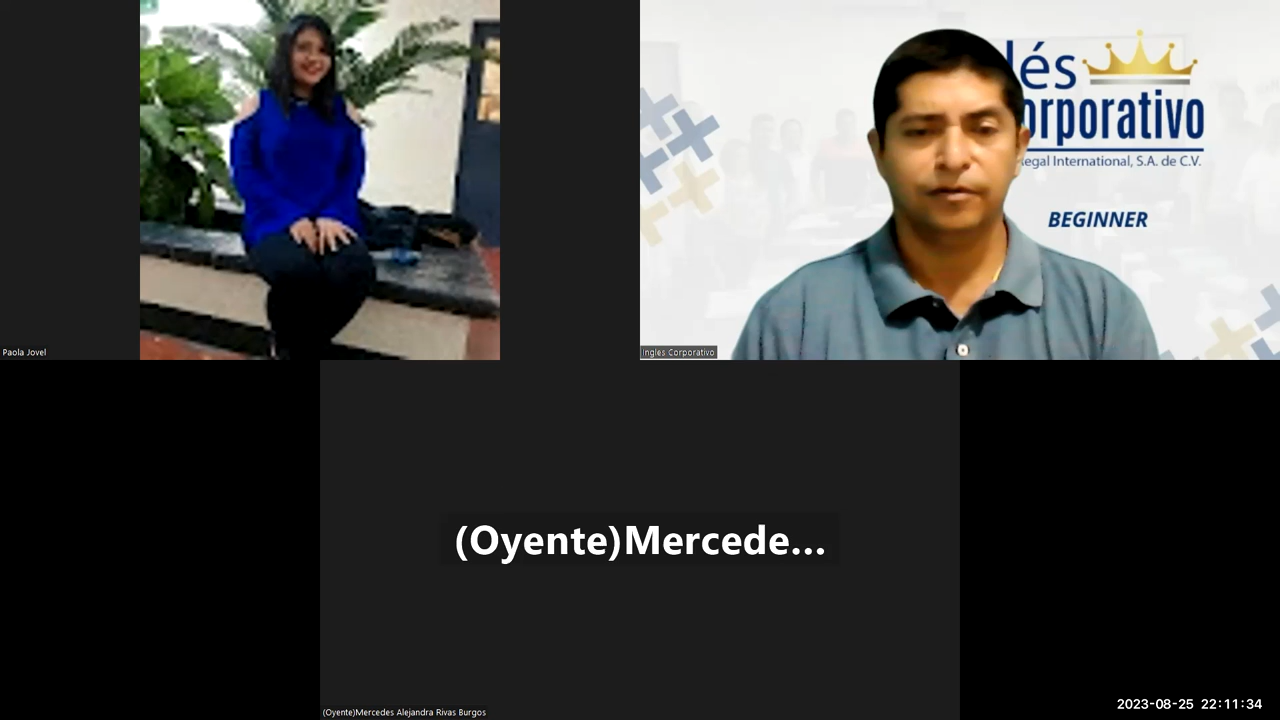 lés
orporativo
Regal International, S.A. de C.V.
BEGINNER
Paola Jovel
Ingles Corporativo
(Oyente)Mercede...
(Oyente)Mercedes Alejandra Rivas Burgos
2023-08-25 22:11:34